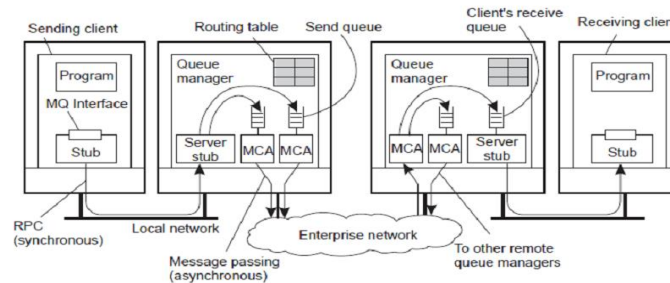 Sending client
Routing table
Send queue
Client's receive
queue
Receiving client
Program
MQ Interface
Stub
Queue
manager
Server
stub
MCA
MCA
Queue
manager
MCA
MCA
Server
stub
Program
Stub
RPC
(synchronous)
Local network
Message passing
(asynchronous)
Enterprise network
To other remote
queue managers